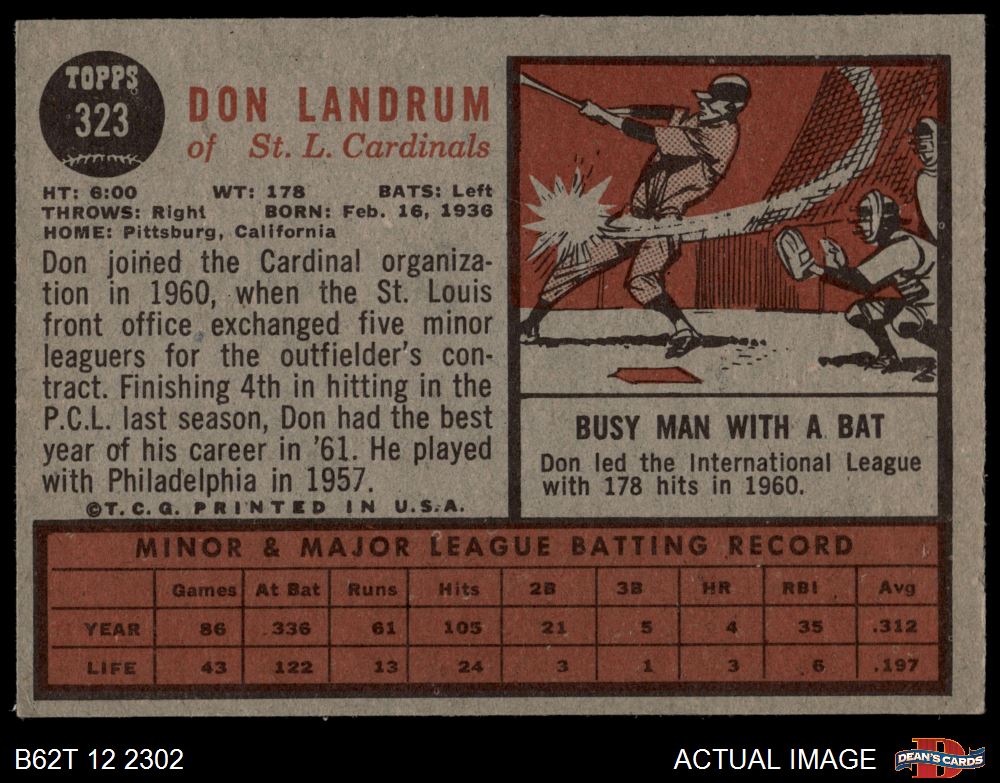 TOPPS
323
DON LANDRUM
of St. L. Cardinals
HT: 6:00 WT: 178 BATS: Left
THROWS: Right BORN: Feb. 16, 1936
HOME: Pittsburg, California
Don joined the Cardinal organiza-
tion in 1960, when the St. Louis
front office exchanged five minor
leaguers for the outfielder's con-
tract. Finishing 4th in hitting in the
P.C.L. last season, Don had the best
year of his career in '61. He played
with Philadelphia in 1957.
©T.C.G. PRINTED IN U.S.A.
BUSY MAN WITH A BAT
Don led the International League
with 178 hits in 1960.
MINOR & MAJOR LEAGUE BATTING RECORD
Games At Bat Runs Hits 2B 3B HR RBI Avg
YEAR 86 336 61 105 21 5 4 35 .312
LIFE 43 122 13 24 3 1 3 6 .197
B62T 12 2302
ACTUAL IMAGE
D
DEAN'S CARDS